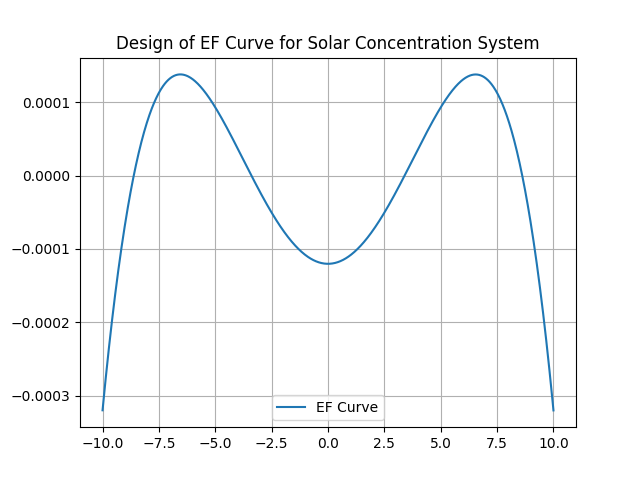 Design of EF Curve for Solar Concentration System
0.0001
0.0000
−0.0001
−0.0002
−0.0003
EF Curve
−10.0 −7.5 −5.0 −2.5 0.0 2.5 5.0 7.5 10.0